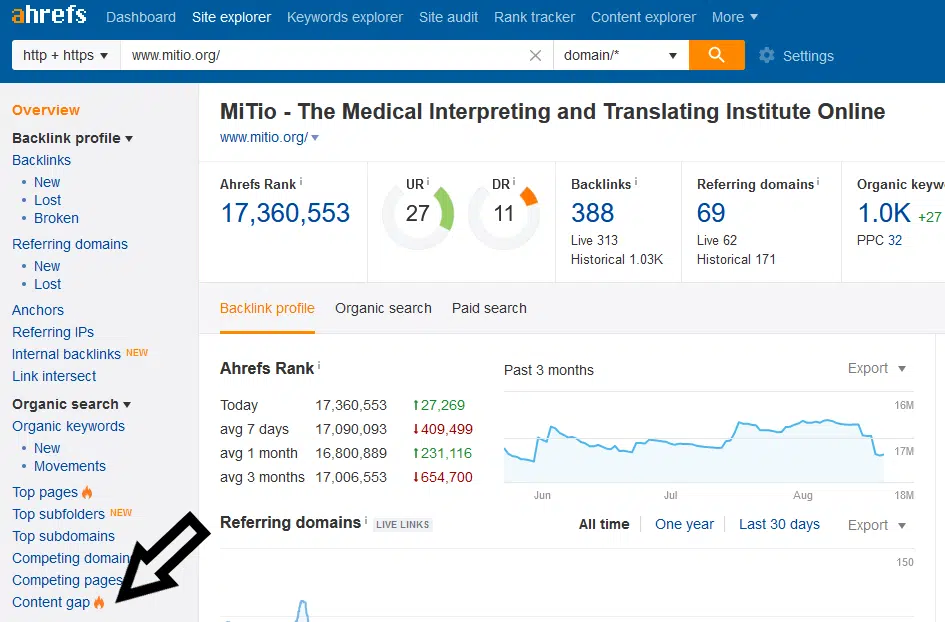 ahrefs Dashboard Site explorer Keywords explorer Site audit Rank tracker Content explorer More
http + https www.mitio.org/ domain/* Settings
Overview
Backlink profile
Backlinks
New
Lost
Broken
Referring domains
New
Lost
Anchors
Referring IPs
Internal backlinks NEW
Link intersect
Organic search
Organic keywords
New
Movements
Top pages
Top subfolders NEW
Top subdomains
Competing domain
Competing pages
Content gap
MiTio - The Medical Interpreting and Translating Institute Online
www.mitio.org/
Ahrefs Rank i
17,360,553
UR i
27
DR i
11
Backlinks i
388
Live 313
Historical 1.03K
Referring domains i
69
Live 62
Historical 171
Organic keyw
1.0K +27
PPC 32
Backlink profile Organic search Paid search
Ahrefs Rank i
Today 17,360,553 ↑27,269
avg 7 days 17,090,093 ↓409,499
avg 1 month 16,800,889 ↑231,116
avg 3 months 17,006,553 ↓654,700
Past 3 months Export
16M
17M
18M
Jun Jul Aug
Referring domains i LIVE LINKS All time One year Last 30 days Export
150